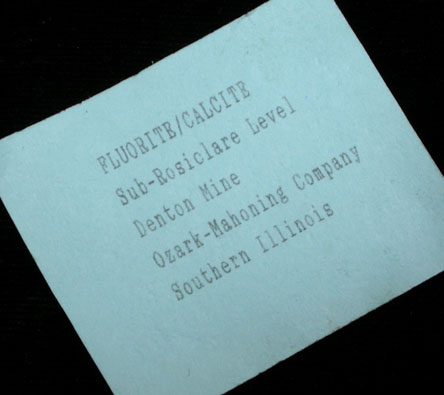 FLUORITE/CALCITE
Sub-Rosiclare Level
Denton Mine
Ozark-Mahoning Company
Southern Illinois